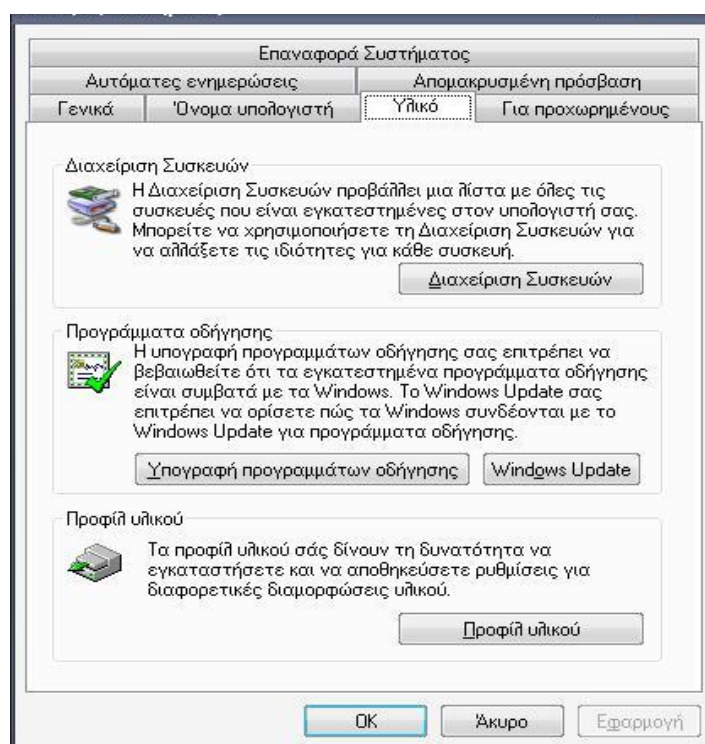 Επαναφορά Συστήματος
Αυτόματες ενημερώσεις
Απομακρυσμένη πρόσβαση
Γενικά
Όνομα υπολογιστή
Υλικό
Για προχωρημένους
Διαχείριση Συσκευών
Η Διαχείριση Συσκευών προβάλλει μια λίστα με όλες τις
συσκευές που είναι εγκατεστημένες στον υπολογιστή σας.
Μπορείτε να χρησιμοποιήσετε τη Διαχείριση Συσκευών για
να αλλάξετε τις ιδιότητες για κάθε συσκευή.
Διαχείριση Συσκευών
Προγράμματα οδήγησης
Η υπογραφή προγραμμάτων οδήγησης σας επιτρέπει να
βεβαιωθείτε ότι τα εγκατεστημένα προγράμματα οδήγησης
είναι συμβατά με τα Windows. Το Windows Update σας
επιτρέπει να ορίσετε πώς τα Windows συνδέονται με το
Windows Update για προγράμματα οδήγησης.
Υπογραφή προγραμμάτων οδήγησης
Windows Update
Προφίλ υλικού
Τα προφίλ υλικού σάς δίνουν τη δυνατότητα να
εγκαταστήσετε και να αποθηκεύσετε ρυθμίσεις για
διαφορετικές διαμορφώσεις υλικού.
Προφίλ υλικού
OK
Άκυρο
Εφαρμογή